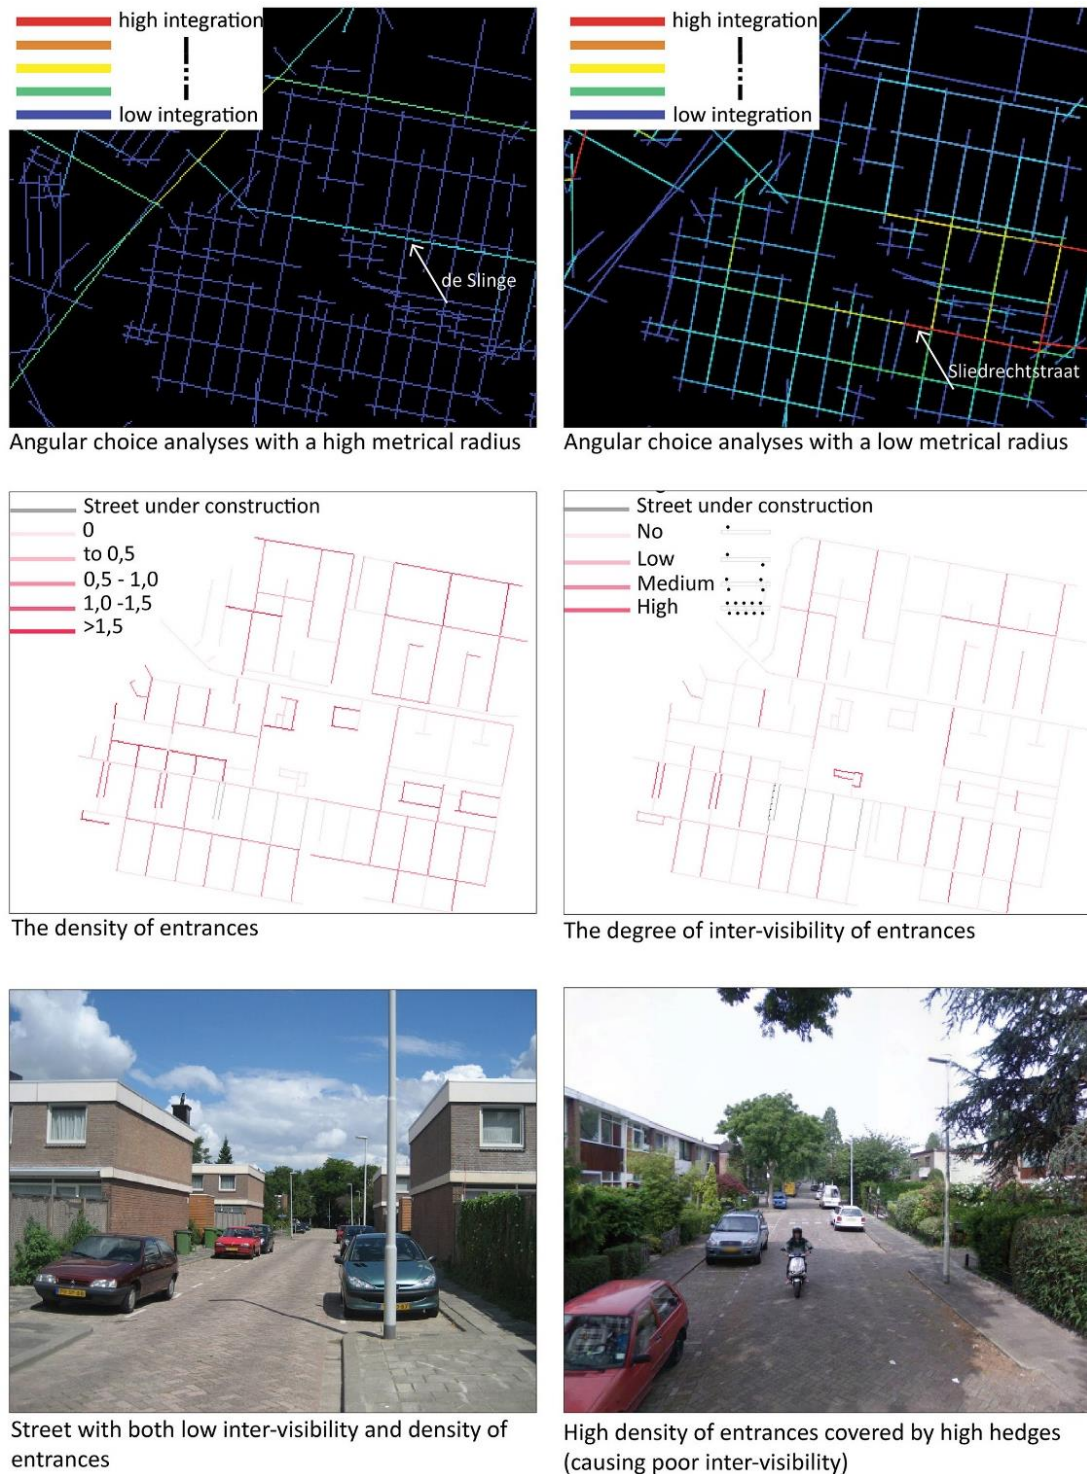 high integration
low integration
de Slinge
Angular choice analyses with a high metrical radius
high integration
low integration
Sliedrechtstraat
Angular choice analyses with a low metrical radius
Street under construction
0
to 0,5
0,5 - 1,0
1,0 -1,5
>1,5
The density of entrances
Street under construction
No
Low
Medium
High
The degree of inter-visibility of entrances
Street with both low inter-visibility and density of
entrances
High density of entrances covered by high hedges
(causing poor inter-visibility)